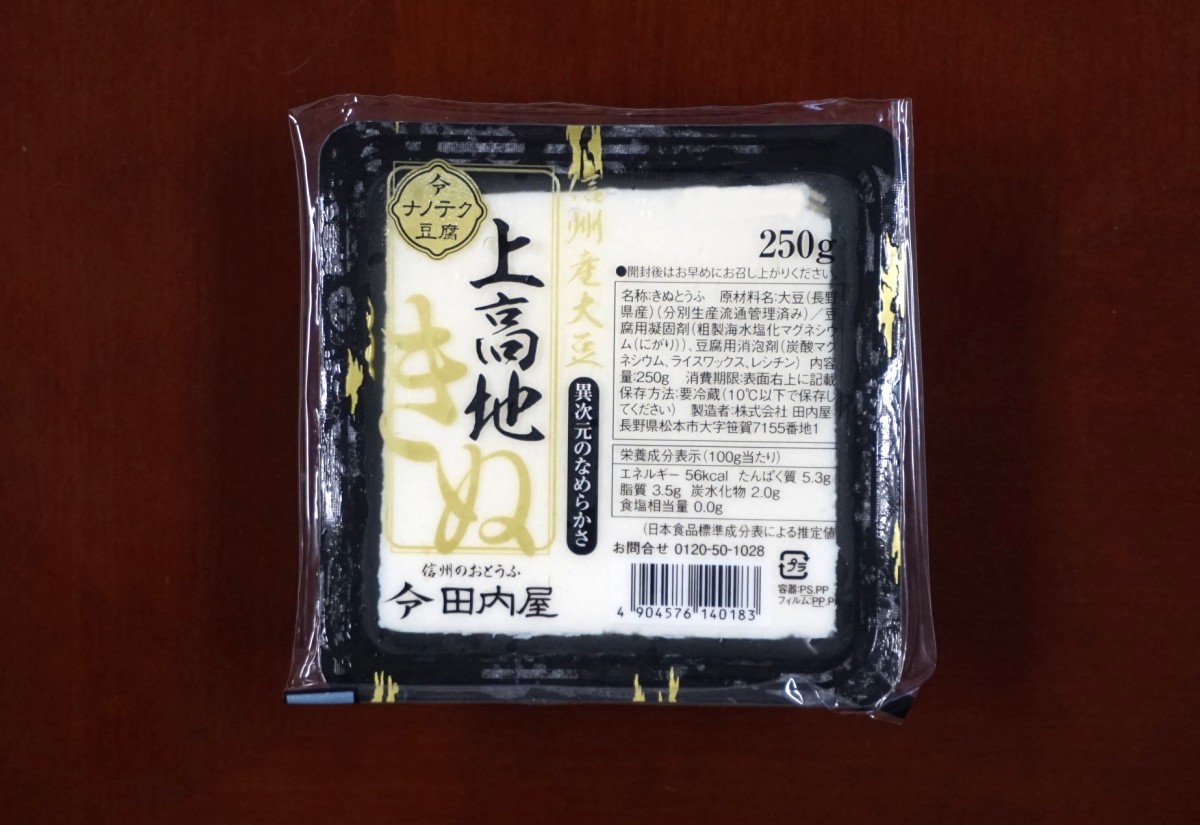 令
ナノテク
豆腐
上高地
きぬ
信州産大豆
異次元のなめらかさ
信州のおとうふ
令田内屋
250g
●開封後はお早めにお召し上がりください
名称:きぬとうふ 原材料名:大豆(長野
県産)(分別生産流通管理済み)/豆
腐用凝固剤(粗製海水塩化マグネシウ
ム(にがり))、豆腐用消泡剤(炭酸マグ
ネシウム、ライスワックス、レシチン) 内容
量:250g 消費期限:表面右上に記載
保存方法:要冷蔵(10℃以下で保存し
てください) 製造者:株式会社 田内屋
長野県松本市大字笹賀7155番地1
栄養成分表示(100g当たり)
エネルギー 56kcal たんぱく質 5.3g
脂質 3.5g 炭水化物 2.0g
食塩相当量 0.0g
(日本食品標準成分表による推定値
お問合せ 0120-50-1028
4 904576 140183
プラ
容器:PS,PP
フィルム:PP,P